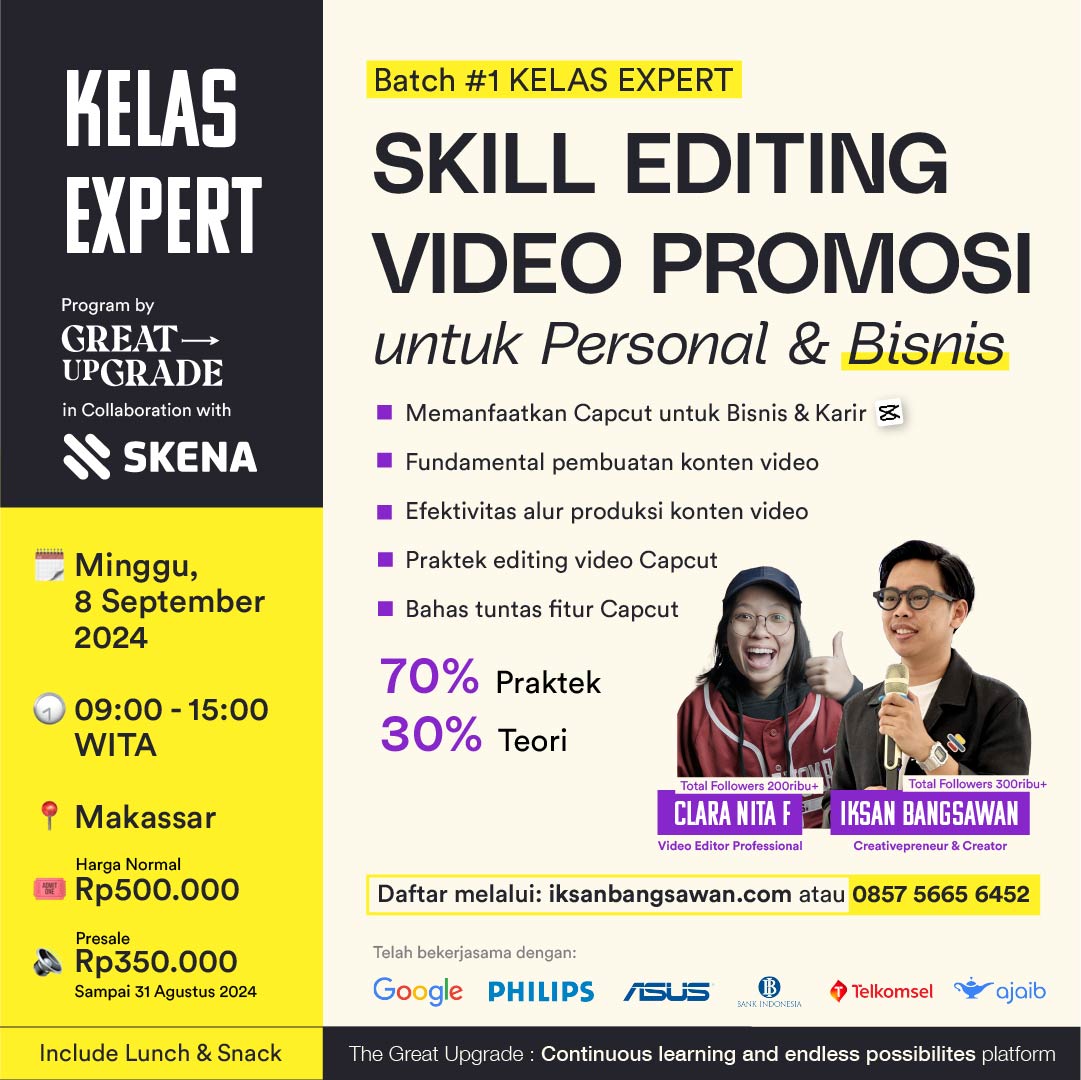 KELAS
EXPERT
Program by
GREAT
UPGRADE
in Collaboration with
SKENA
Minggu,
8 September
2024
09:00 - 15:00
WITA
Makassar
Harga Normal
ADMIT
ONE
Rp500.000
Presale
Rp350.000
Sampai 31 Agustus 2024
Include Lunch & Snack
Batch #1 KELAS EXPERT
SKILL EDITING
VIDEO PROMOSI
untuk Personal & Bisnis
Memanfaatkan Capcut untuk Bisnis & Karir
Fundamental pembuatan konten video
Efektivitas alur produksi konten video
Praktek editing video Capcut
Bahas tuntas fitur Capcut
70% Praktek
30% Teori
Total Followers 200ribu+
CLARA NITA F
Video Editor Professional
Total Followers 300ribu+
IKSAN BANGSAWAN
Creativepreneur & Creator
Daftar melalui: iksanbangsawan.com atau 0857 5665 6452
Telah bekerjasama dengan:
Google PHILIPS ASUS BANK INDONESIA Telkomsel ajaib
The Great Upgrade : Continuous learning and endless possibilites platform